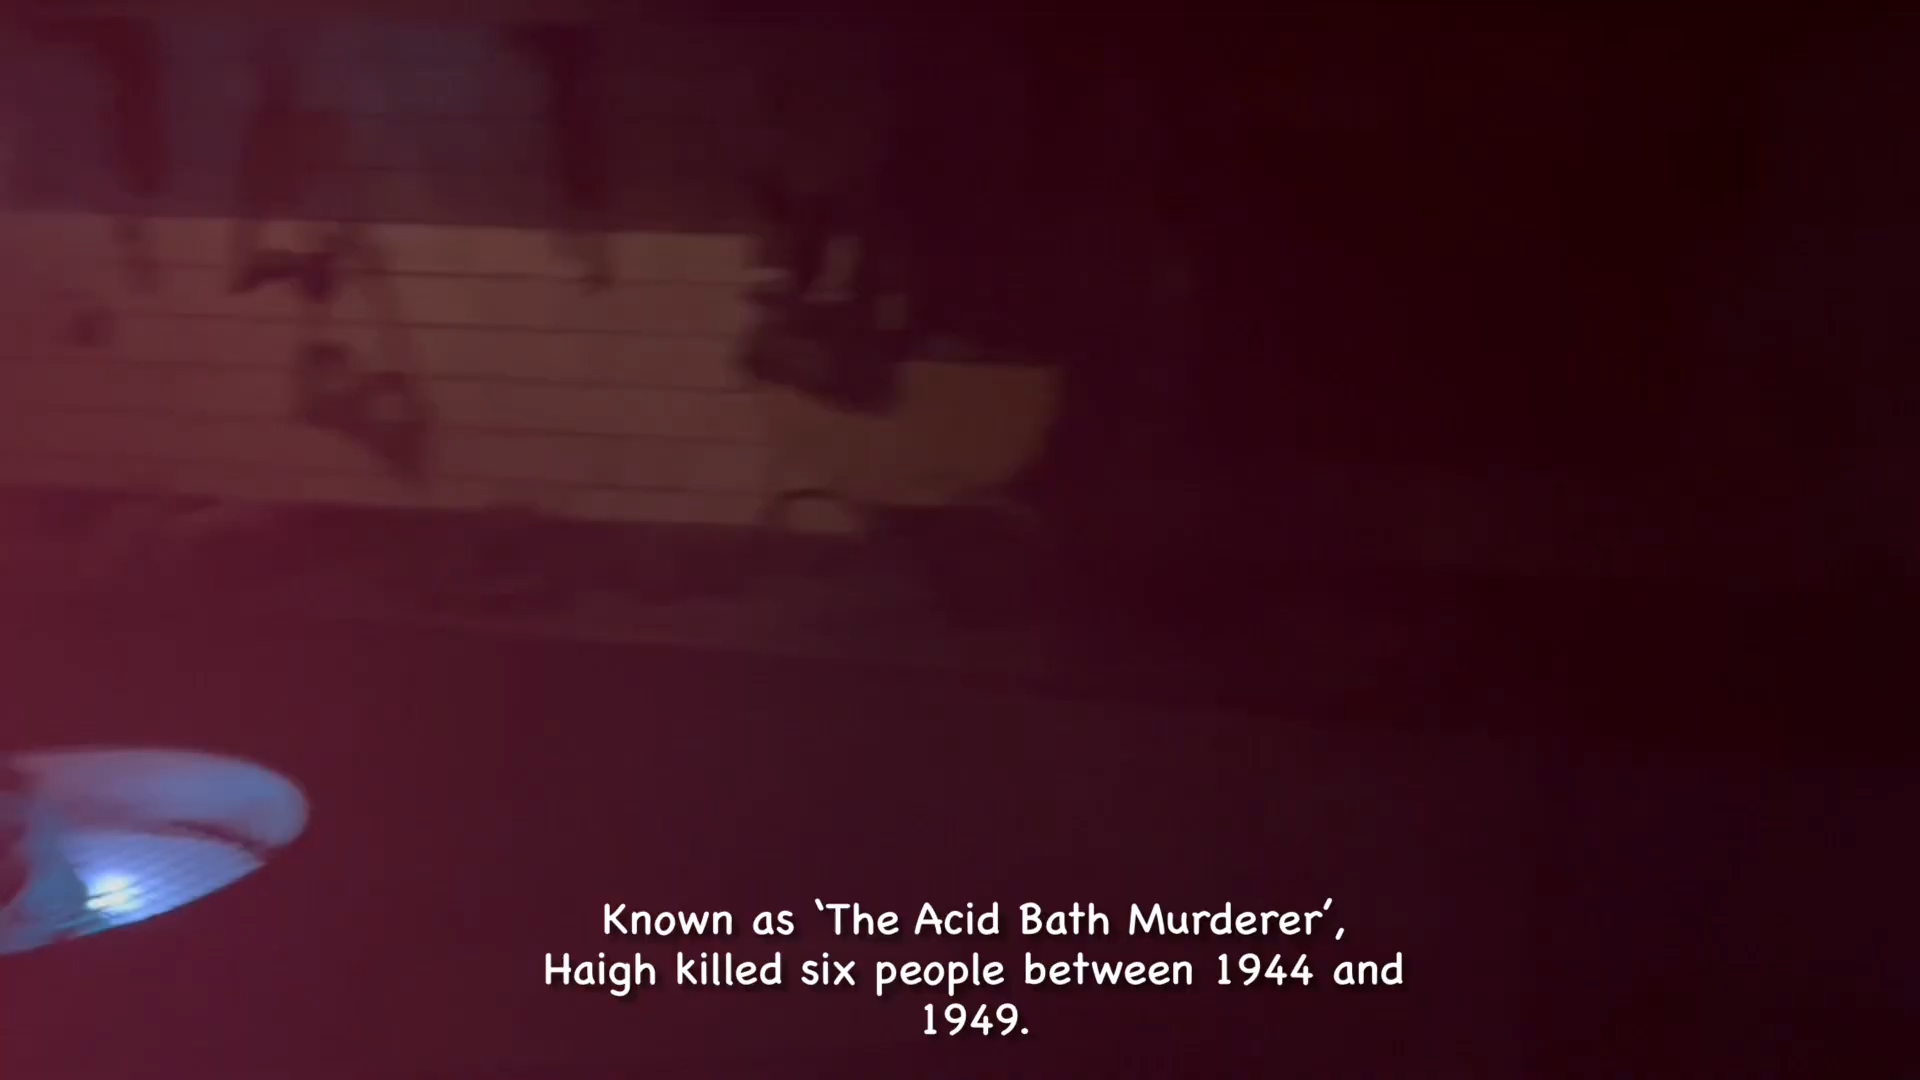 Known as ‘The Acid Bath Murderer’,
Haigh killed six people between 1944 and
1949.